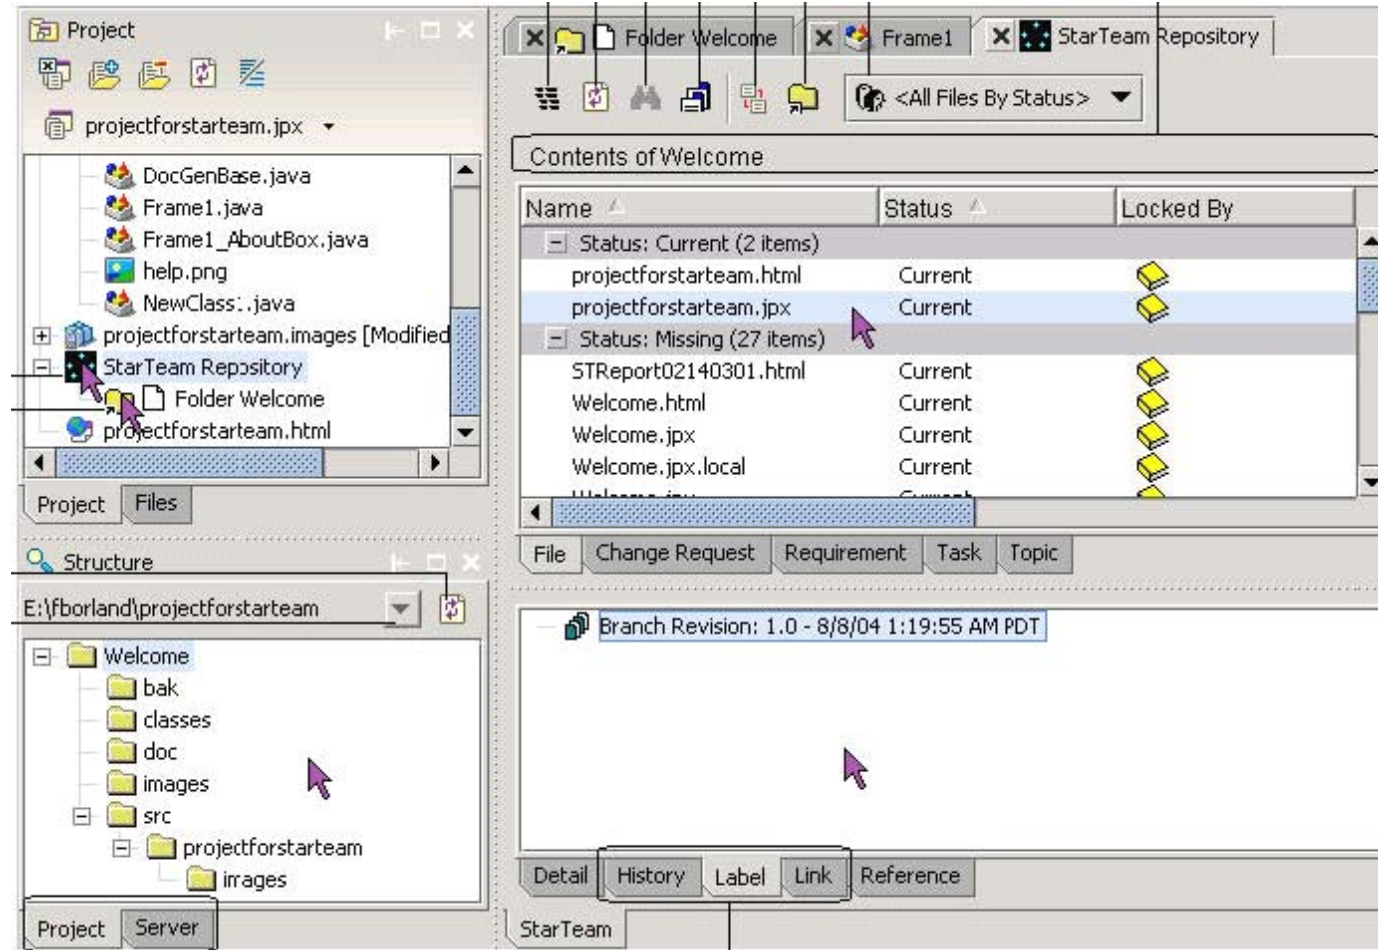 Project
projectforstarteam.jpx
DocGenBase.java
Frame1.java
Frame1_AboutBox.java
help.png
NewClass1.java
projectforstarteam.images [Modified
StarTeam Repository
Folder Welcome
projectforstarteam.html
Project Files
Structure
E:\fborland\projectforstarteam
Welcome
bak
classes
doc
images
src
projectforstarteam
images
Project Server
Folder Welcome Frame1 StarTeam Repository
<All Files By Status>
Contents of Welcome
Name Status Locked By
Status: Current (2 items)
projectforstarteam.html Current
projectforstarteam.jpx Current
Status: Missing (27 items)
STReport02140301.html Current
Welcome.html Current
Welcome.jpx Current
Welcome.jpx.local Current
File Change Request Requirement Task Topic
Branch Revision: 1.0 - 8/8/04 1:19:55 AM PDT
Detail History Label Link Reference
StarTeam